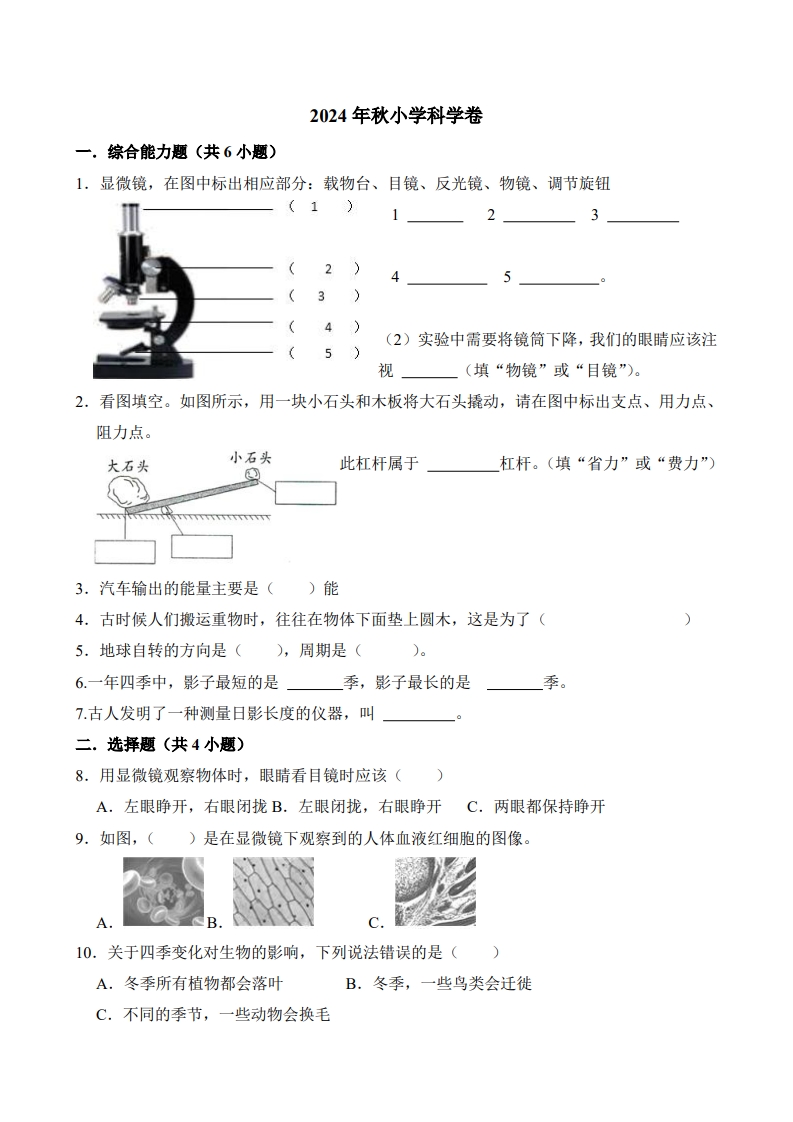 2024 年秋小学科学卷
一．综合能力题（共 6 小题）
1．显微镜，在图中标出相应部分：载物台、目镜、反光镜、物镜、调节旋钮
（ 1 ）
1 _______ 2 _________ 3 _________
（ 2 ）
4 __________ 5 __________。
（ 3 ）
（ 4 ）
（ 5 ）
（2）实验中需要将镜筒下降，我们的眼睛应该注
视 _______（填“物镜”或“目镜”）。
2．看图填空。如图所示，用一块小石头和木板将大石头撬动，请在图中标出支点、用力点、
阻力点。
大石头
小石头
此杠杆属于 _________杠杆。（填“省力”或“费力”）
3．汽车输出的能量主要是（ ）能
4．古时候人们搬运重物时，往往在物体下面垫上圆木，这是为了（ ）
5．地球自转的方向是（ ），周期是（ ）。
6.一年四季中，影子最短的是 _______季，影子最长的是 _______季。
7.古人发明了一种测量日影长度的仪器，叫 _________。
二．选择题（共 4 小题）
8．用显微镜观察物体时，眼睛看目镜时应该（ ）
A．左眼睁开，右眼闭拢 B．左眼闭拢，右眼睁开 C．两眼都保持睁开
9．如图，（ ）是在显微镜下观察到的人体血液红细胞的图像。
A． B． C．
10．关于四季变化对生物的影响，下列说法错误的是（ ）
A．冬季所有植物都会落叶 B．冬季，一些鸟类会迁徙
C．不同的季节，一些动物会换毛